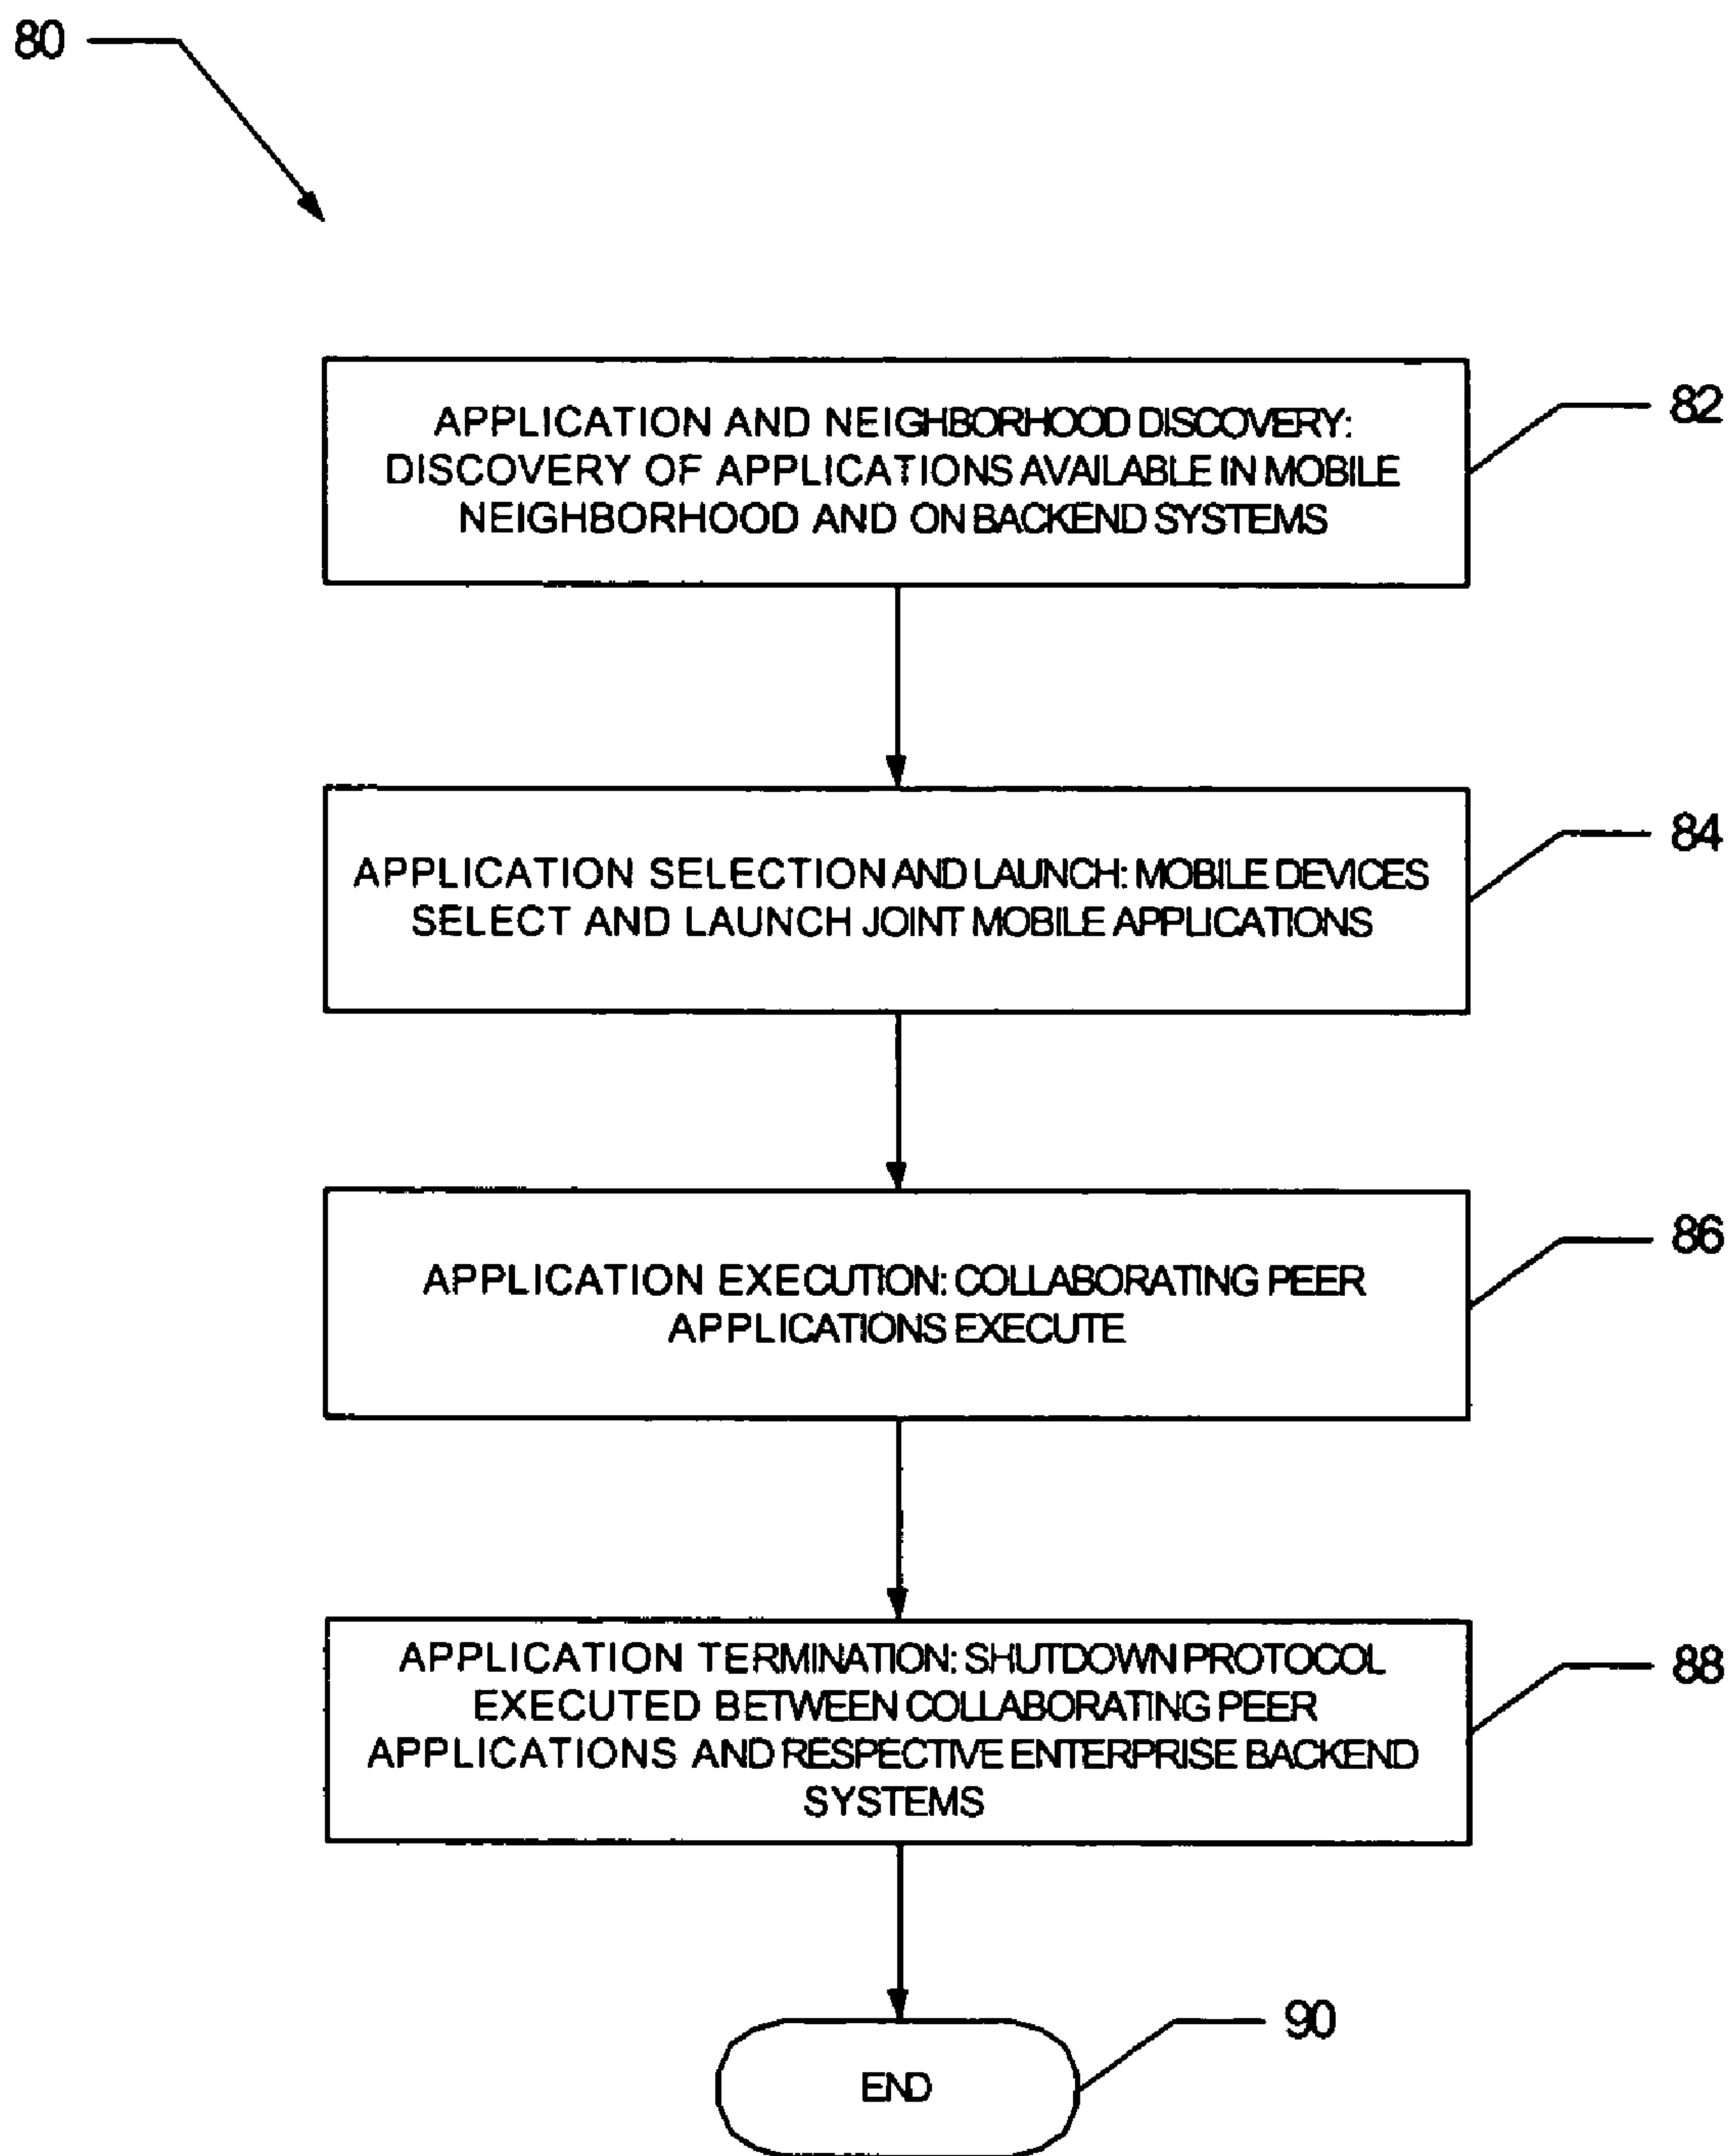 80
APPLICATION AND NEIGHBORHOOD DISCOVERY:
DISCOVERY OF APPLICATIONS AVAILABLE IN MOBILE
NEIGHBORHOOD AND ON BACKEND SYSTEMS
82
APPLICATION SELECTION AND LAUNCH: MOBILE DEVICES
SELECT AND LAUNCH JOINT MOBILE APPLICATIONS
84
APPLICATION EXECUTION: COLLABORATING PEER
APPLICATIONS EXECUTE
86
APPLICATION TERMINATION: SHUTDOWN PROTOCOL
EXECUTED BETWEEN COLLABORATING PEER
APPLICATIONS AND RESPECTIVE ENTERPRISE BACKEND
SYSTEMS
88
END
90